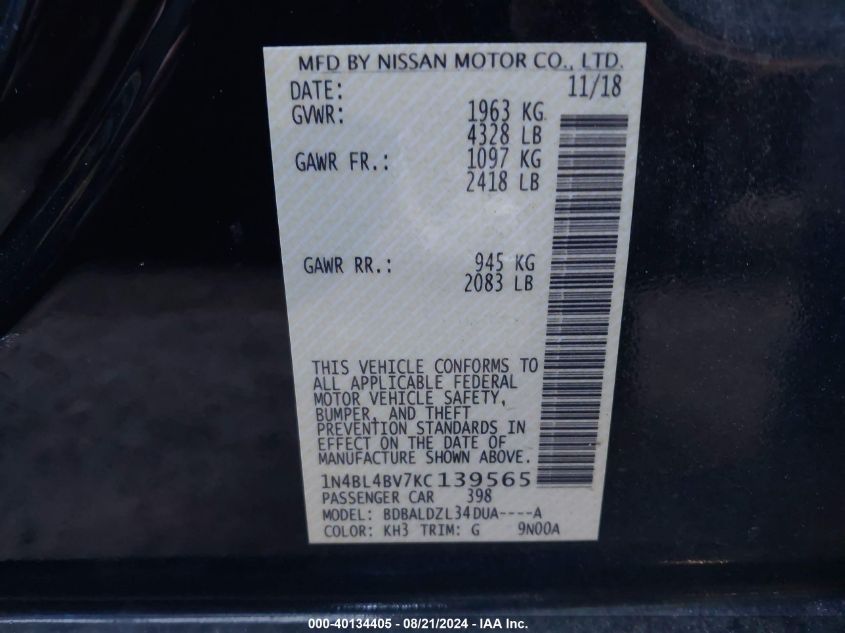 MFD BY NISSAN MOTOR CO., LTD.
DATE: 11/18
GVWR: 1963 KG
4328 LB
GAWR FR.: 1097 KG
2418 LB
GAWR RR.: 945 KG
2083 LB
THIS VEHICLE CONFORMS TO
ALL APPLICABLE FEDERAL
MOTOR VEHICLE SAFETY,
BUMPER, AND THEFT
PREVENTION STANDARDS IN
EFFECT ON THE DATE OF
MANUFACTURE SHOWN ABOVE.
1N4BL4BV7KC139565
PASSENGER CAR 398
MODEL: BDBALDZL34DUA----A
COLOR: KH3 TRIM: G 9N00A
000-40134405 - 08/21/2024 - IAA Inc.